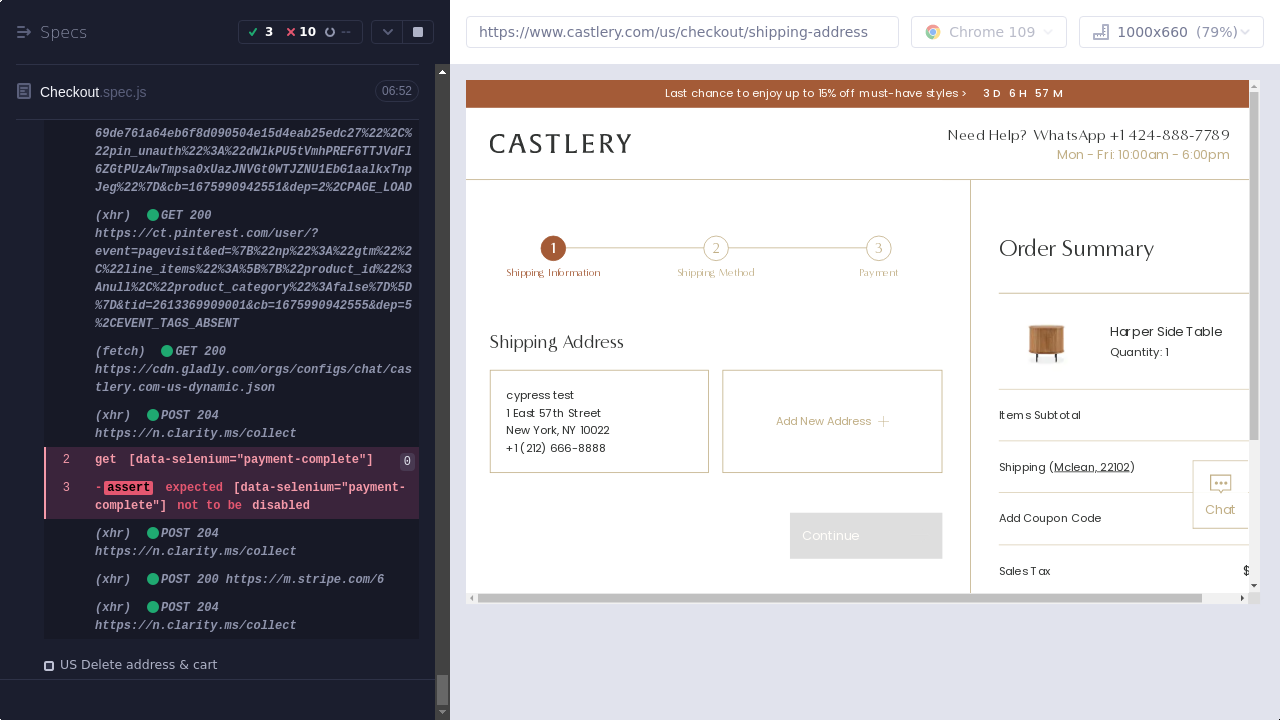 Specs
3
10
--
Checkout.spec.js
06:52
69de761a64eb6f8d090504e15d4eab25edc27%22%2C%
22pin_unauth%22%3A%22dWlkPU5tVmhPREF6TTJVdFl
6ZGtPUzAwTmpsa0xUazJNVGt0WTJZNU1EbG1aalkxTnp
Jeg%22%7D&cb=1675990942551&dep=2%2CPAGE_LOAD
(xhr) GET 200
https://ct.pinterest.com/user/?
event=pagevisit&ed=%7B%22np%22%3A%22gtm%22%2
C%22line_items%22%3A%5B%7B%22product_id%22%3
Anull%2C%22product_category%22%3Afalse%7D%5D
%7D&tid=2613369909001&cb=1675990942555&dep=5
%2CEVENT_TAGS_ABSENT
(fetch) GET 200
https://cdn.gladly.com/orgs/configs/chat/cas
tlery.com-us-dynamic.json
(xhr) POST 204
https://n.clarity.ms/collect
2 get [data-selenium="payment-complete"] 0
3 -assert expected [data-selenium="payment-
complete"] not to be disabled
(xhr) POST 204
https://n.clarity.ms/collect
(xhr) POST 200 https://m.stripe.com/6
(xhr) POST 204
https://n.clarity.ms/collect
US Delete address & cart
https://www.castlery.com/us/checkout/shipping-address
Chrome 109
1000x660 (79%)
Last chance to enjoy up to 15% off must-have styles > 3 D 6 H 57 M
CASTLERY
Need Help? WhatsApp +1 424-888-7789
Mon - Fri: 10:00am - 6:00pm
1
2
3
Shipping Information
Shipping Method
Payment
Shipping Address
cypress test
1 East 57th Street
New York, NY 10022
+1 (212) 666-8888
Add New Address
Continue
Order Summary
Harper Side Table
Quantity: 1
Items Subtotal
Shipping (Mclean, 22102)
Add Coupon Code
Sales Tax
$
Chat